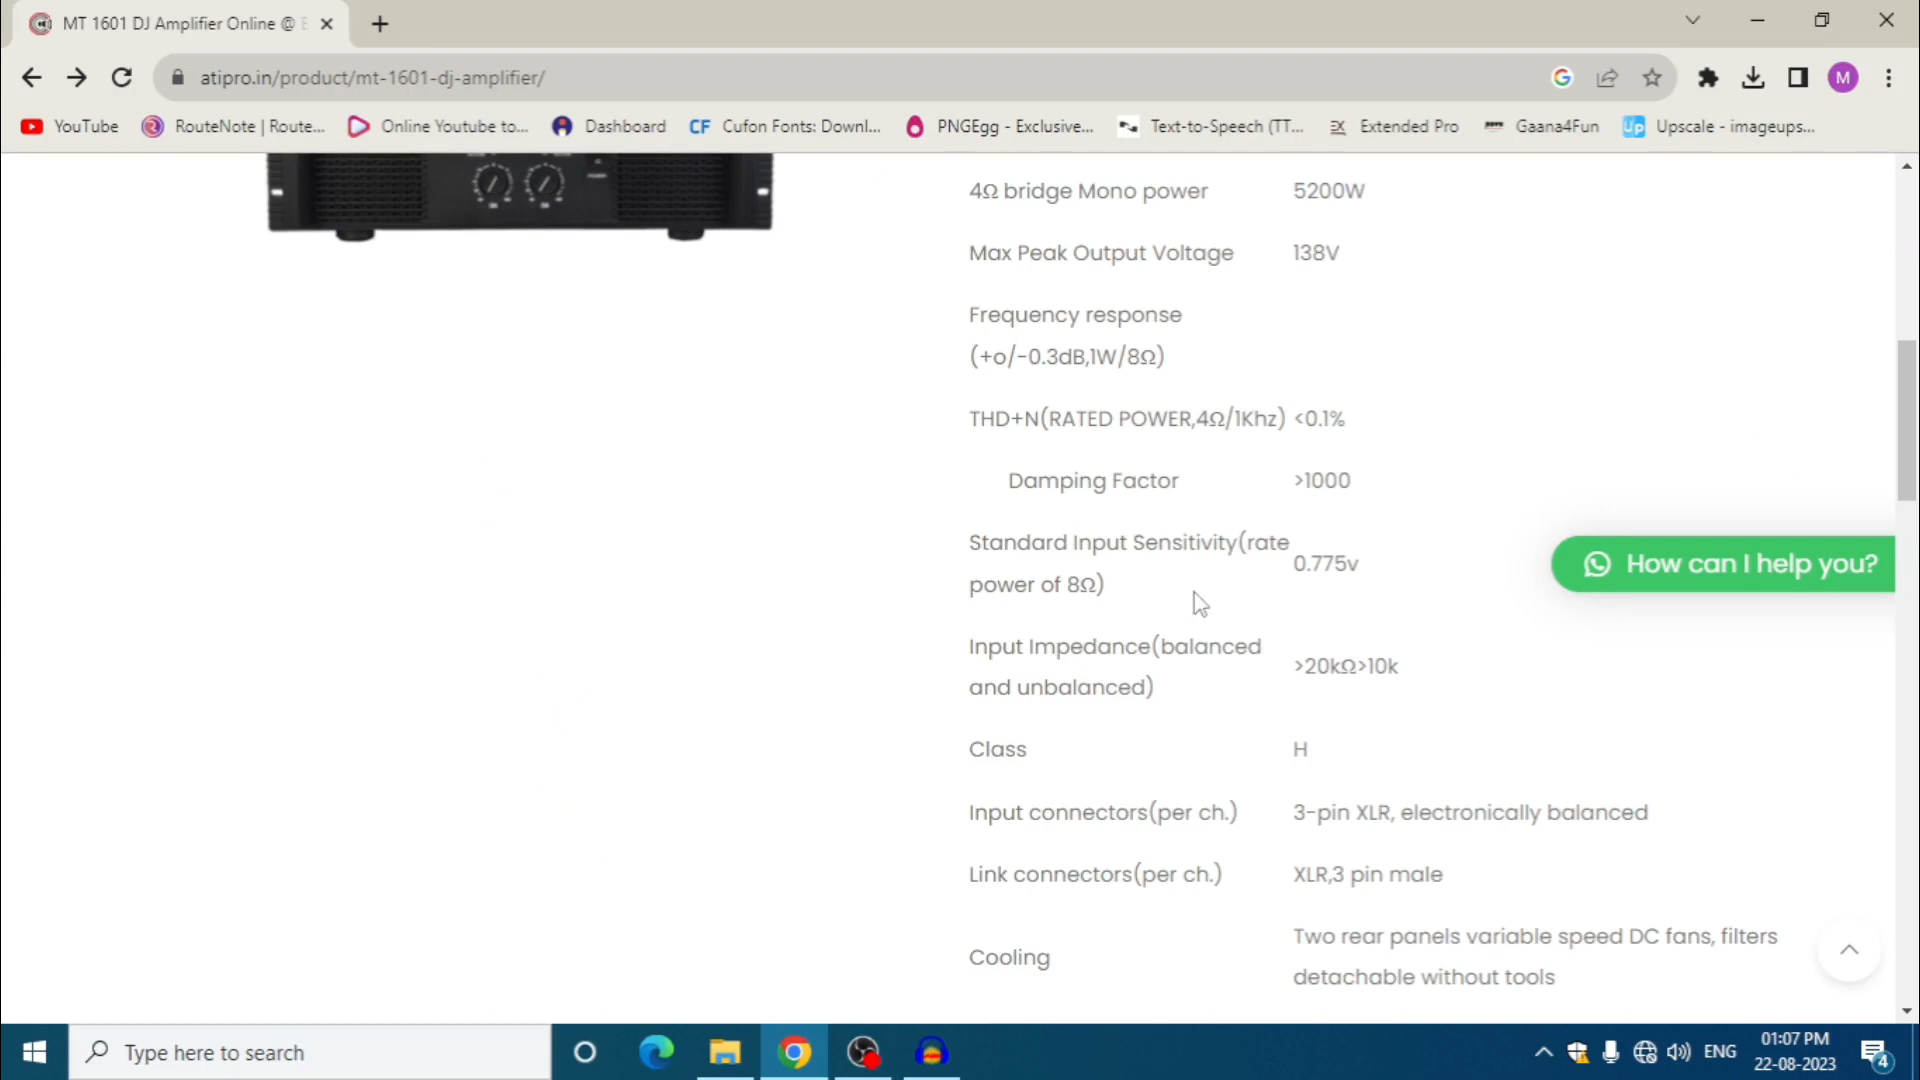 MT 1601 DJ Amplifier Online @
atipro.in/product/mt-1601-dj-amplifier/
M
YouTube
RouteNote | Route...
Online Youtube to...
Dashboard
CF Cufon Fonts: Downl...
PNGEgg - Exclusive...
Text-to-Speech (TT...
EX Extended Pro
Gaana4Fun
Up Upscale - imageups...
4Ω bridge Mono power 5200W
Max Peak Output Voltage 138V
Frequency response
(+o/-0.3dB,1W/8Ω)
THD+N(RATED POWER,4Ω/1Khz) <0.1%
Damping Factor >1000
Standard Input Sensitivity(rate
power of 8Ω)
0.775v
How can I help you?
Input Impedance(balanced
and unbalanced)
>20kΩ>10k
Class H
Input connectors(per ch.) 3-pin XLR, electronically balanced
Link connectors(per ch.) XLR,3 pin male
Cooling
Two rear panels variable speed DC fans, filters
detachable without tools
Type here to search
ENG
01:07 PM
22-08-2023
4